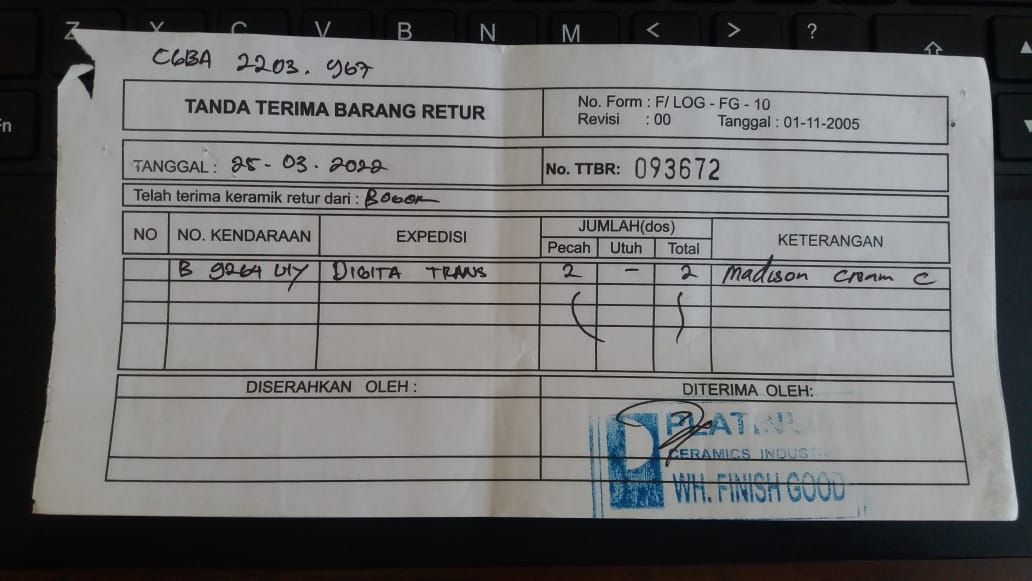 Z X C V B N M < > ?
Fn
CGBA 2203.967
TANDA TERIMA BARANG RETUR
No. Form : F/ LOG - FG - 10
Revisi : 00 Tanggal : 01-11-2005
TANGGAL : 25-03.2022
No. TTBR: 093672
Telah terima keramik retur dari : Bogor
NO NO. KENDARAAN EXPEDISI JUMLAH(dos) KETERANGAN
Pecah Utuh Total
B 9264 UIY DIGITA TRANS 2 - 2 Madison Cream C
DISERAHKAN OLEH : DITERIMA OLEH:
PLATINUM
CERAMICS INDUSTRI
WH. FINISH GOOD